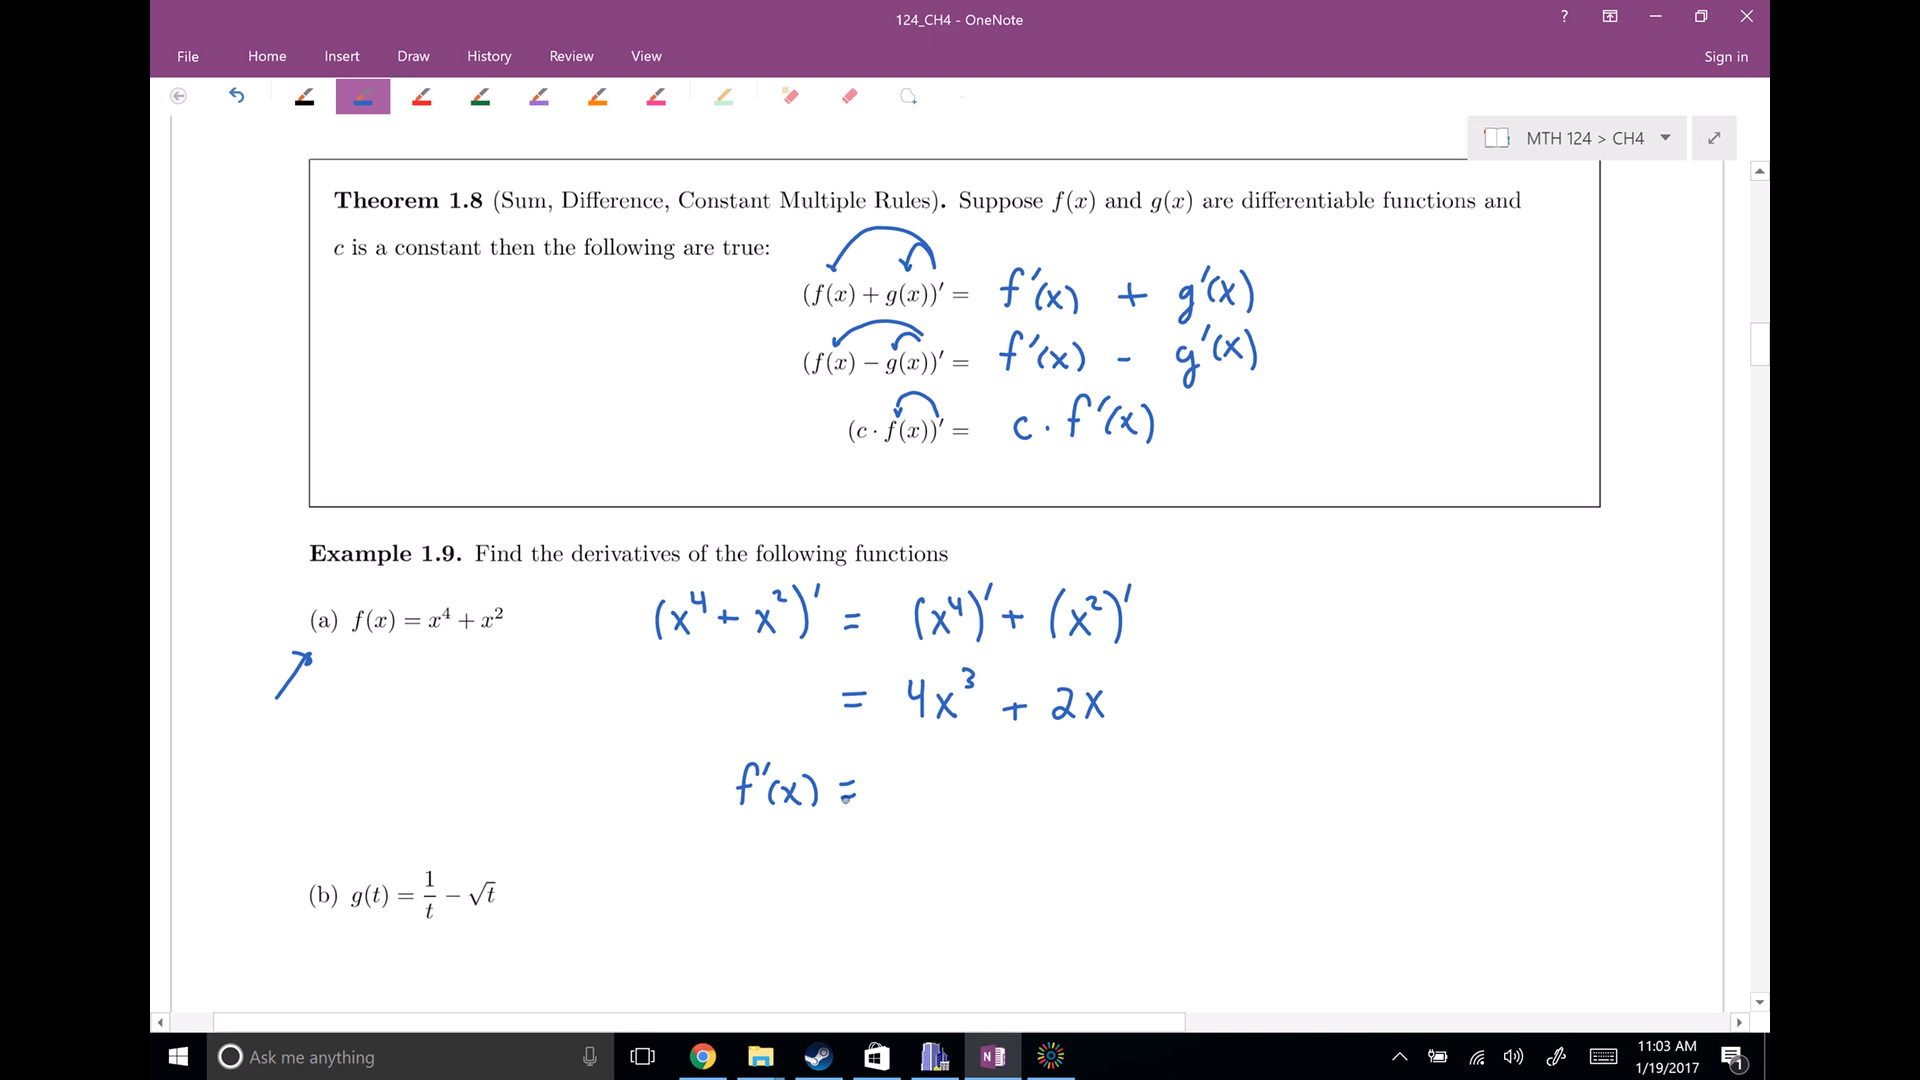 124_CH4 - OneNote
?
File Home Insert Draw History Review View Sign in
MTH 124 > CH4
Theorem 1.8 (Sum, Difference, Constant Multiple Rules). Suppose f(x) and g(x) are differentiable functions and
c is a constant then the following are true:
(f(x) + g(x))′ = f'(x) + g'(x)
(f(x) − g(x))′ = f'(x) - g'(x)
(c · f(x))′ = c · f'(x)
Example 1.9. Find the derivatives of the following functions
(a) f(x) = x⁴ + x² (x⁴ + x²)' = (x⁴)' + (x²)'
= 4x³ + 2x
f'(x) =
(b) g(t) = 1/t − √t
Ask me anything
N
11:03 AM
1/19/2017
1